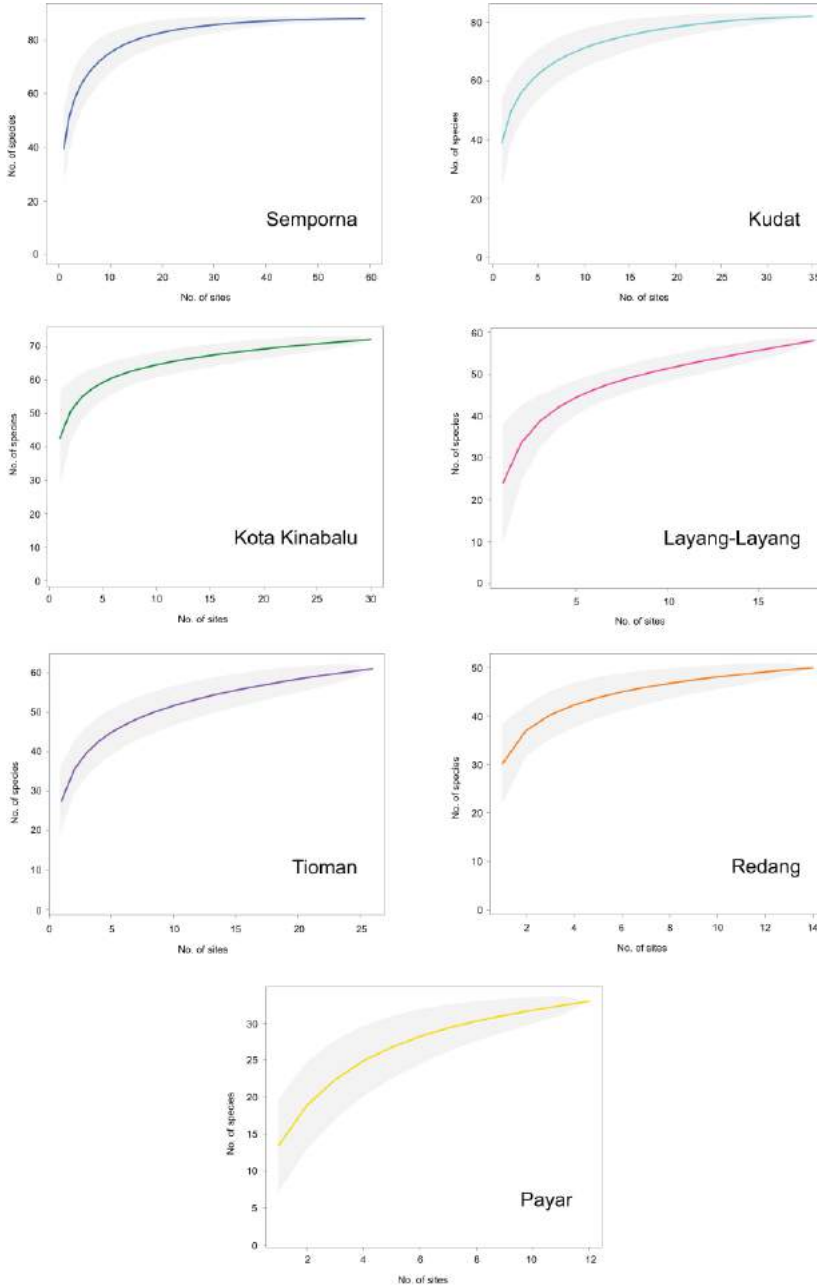 No. of species
80
60
40
20
0
Semporna
0 10 20 30 40 50 60
No. of sites
No. of species
80
60
40
20
0
Kudat
0 5 10 15 20 25 30 35
No. of sites
No. of species
70
60
50
40
30
20
10
0
Kota Kinabalu
0 5 10 15 20 25 30
No. of sites
No. of species
60
50
40
30
20
10
0
Layang-Layang
5 10 15
No. of sites
No. of species
60
50
40
30
20
10
0
Tioman
0 5 10 15 20 25
No. of sites
No. of species
50
40
30
20
10
0
Redang
2 4 6 8 10 12 14
No. of sites
No. of species
30
25
20
15
10
5
0
Payar
2 4 6 8 10 12
No. of sites